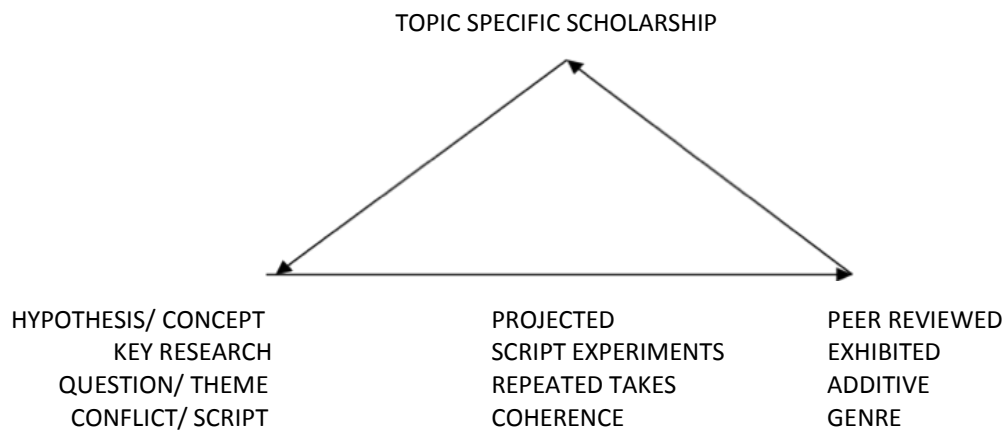 TOPIC SPECIFIC SCHOLARSHIP
HYPOTHESIS/ CONCEPT PROJECTED PEER REVIEWED
KEY RESEARCH SCRIPT EXPERIMENTS EXHIBITED
QUESTION/ THEME REPEATED TAKES ADDITIVE
CONFLICT/ SCRIPT COHERENCE GENRE